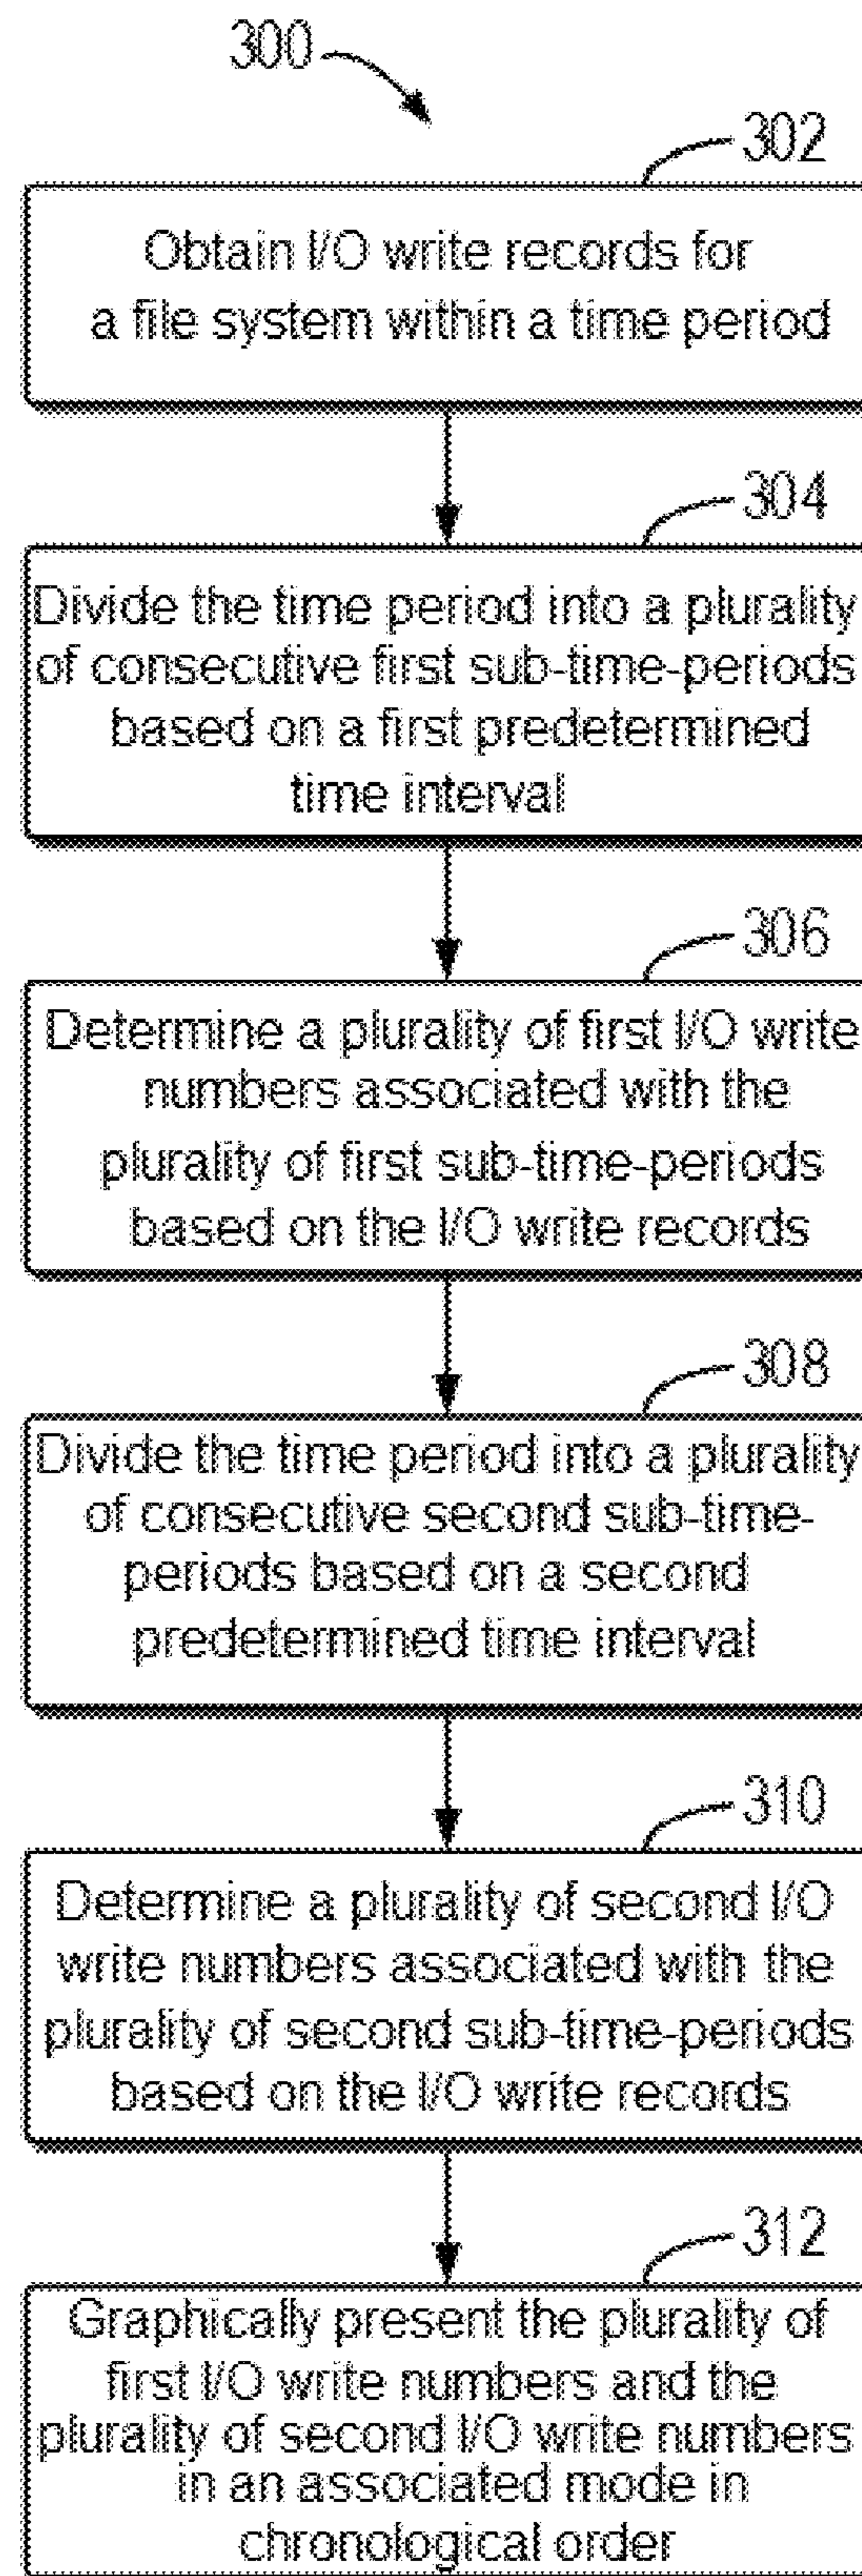 300
302
Obtain I/O write records for
a file system within a time period
304
Divide the time period into a plurality
of consecutive first sub-time-periods
based on a first predetermined
time interval
306
Determine a plurality of first I/O write
numbers associated with the
plurality of first sub-time-periods
based on the I/O write records
308
Divide the time period into a plurality
of consecutive second sub-time-
periods based on a second
predetermined time interval
310
Determine a plurality of second I/O
write numbers associated with the
plurality of second sub-time-periods
based on the I/O write records
312
Graphically present the plurality of
first I/O write numbers and the
plurality of second I/O write numbers
in an associated mode in
chronological order